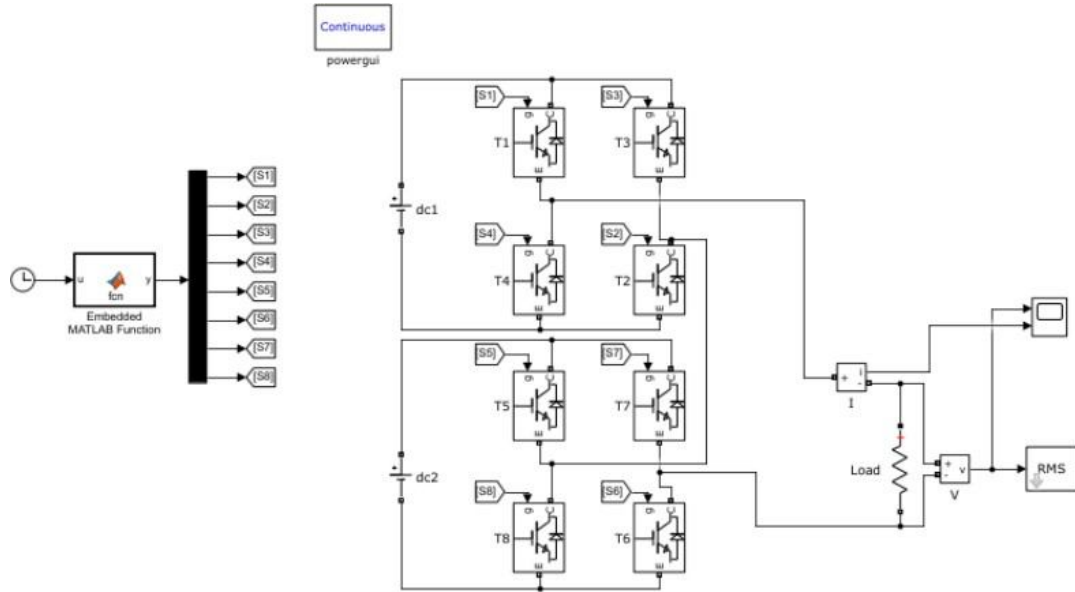 Continuous
powergui
[S1]
[S3]
g
C
g
C
T1
T3
E
E
[S1]
[S2]
[S3]
[S4]
[S5]
[S6]
[S7]
[S8]
+
dc1
[S4]
[S2]
g
C
g
C
T4
T2
E
E
u
fcn
y
Embedded
MATLAB Function
[S5]
[S7]
g
C
g
C
T5
T7
E
E
+
i
-
I
+
dc2
Load
+
+
-
v
V
RMS
[S8]
[S6]
g
C
g
C
T8
T6
E
E